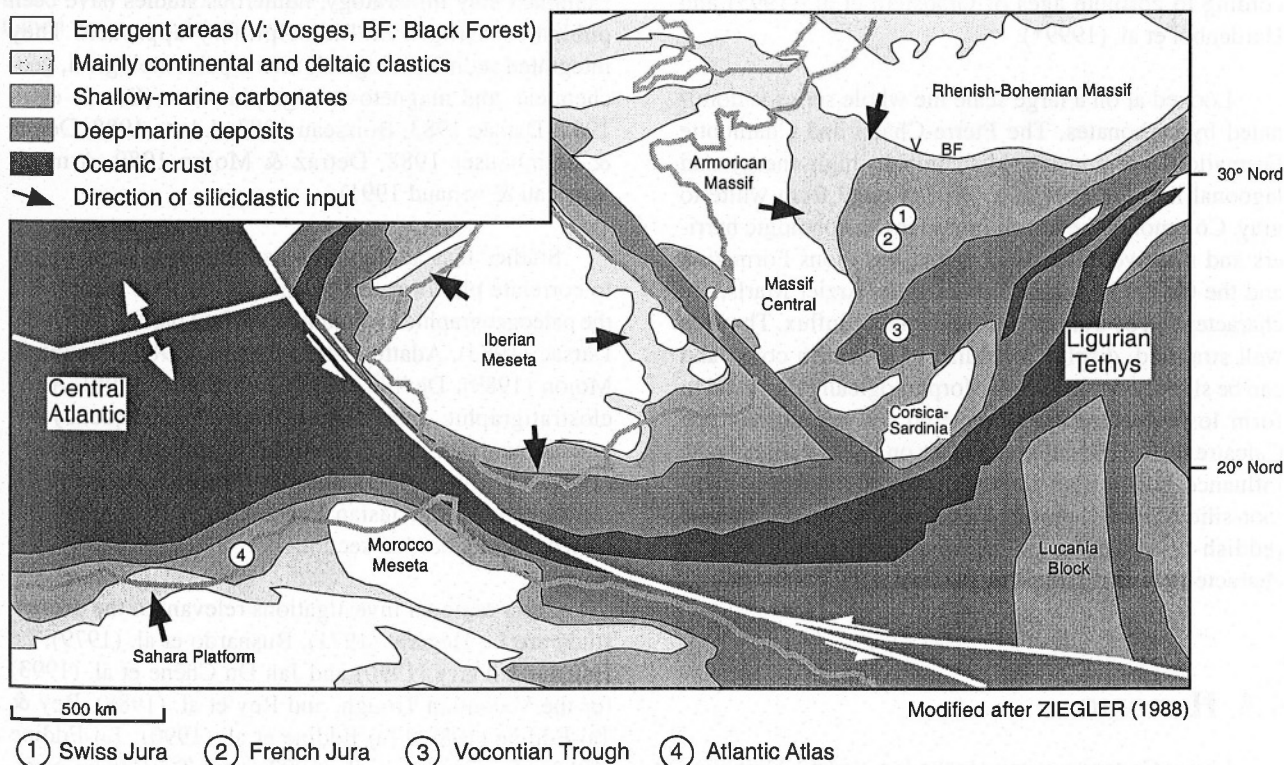 Emergent areas (V: Vosges, BF: Black Forest)
Mainly continental and deltaic clastics
Shallow-marine carbonates
Deep-marine deposits
Oceanic crust
Direction of siliciclastic input
Rhenish-Bohemian Massif
V BF
Armorican
Massif
30° Nord
1
2
Massif
Central
3
Iberian
Meseta
Ligurian
Tethys
Central
Atlantic
Corsica-
Sardinia
20° Nord
4
Morocco
Meseta
Lucania
Block
Sahara Platform
500 km
Modified after ZIEGLER (1988)
1 Swiss Jura 2 French Jura 3 Vocontian Trough 4 Atlantic Atlas